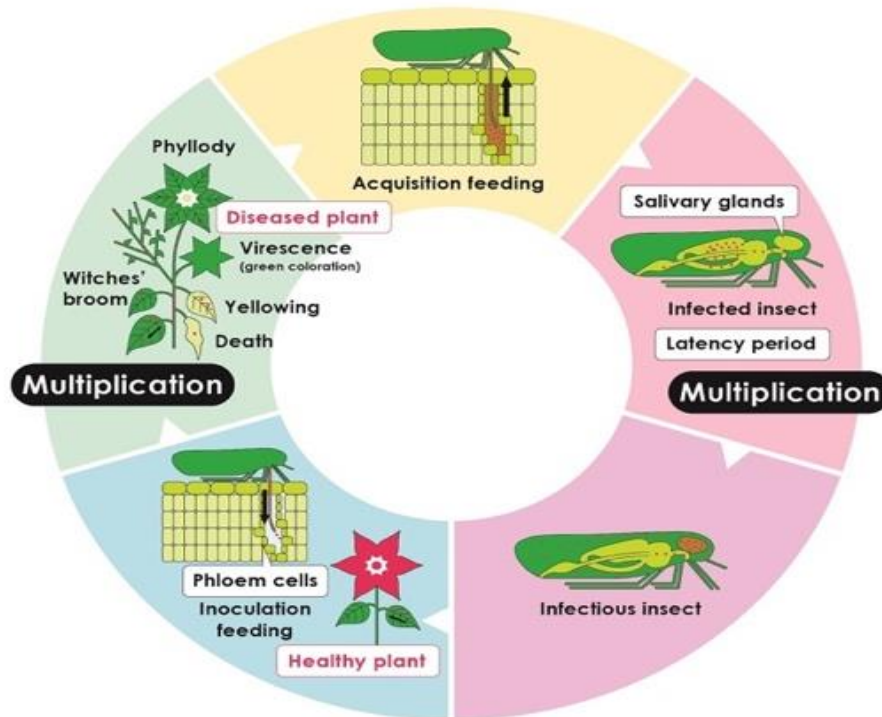 Acquisition feeding
Salivary glands
Infected insect
Latency period
Multiplication
Infectious insect
Phloem cells
Inoculation
feeding
Healthy plant
Phyllody
Diseased plant
Virescence
(green coloration)
Witches'
broom
Yellowing
Death
Multiplication